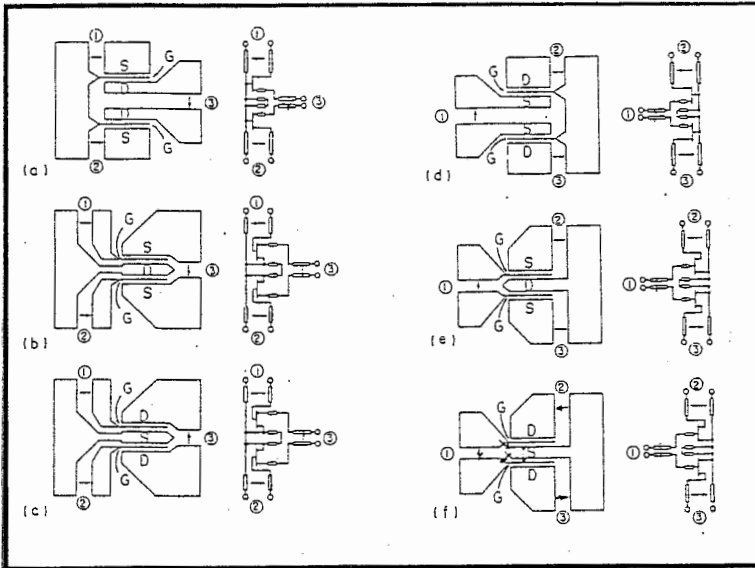 ①
S
G
D
③
G
S
②
①
②
(a)
①
G
S
D
S
G
③
②
①
③
②
(b)
①
G
D
S
D
G
③
②
①
③
②
(c)
②
G
D
S
①
S
G
D
③
②
①
③
(d)
②
G
S
①
D
S
G
③
②
①
③
(e)
②
G
D
①
S
D
G
③
②
①
③
(f)